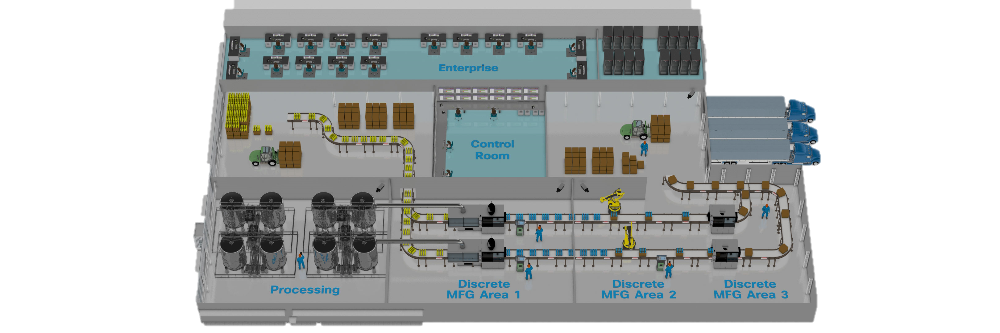 Enterprise
Control
Room
Processing
Discrete
MFG Area 1
Discrete
MFG Area 2
Discrete
MFG Area 3